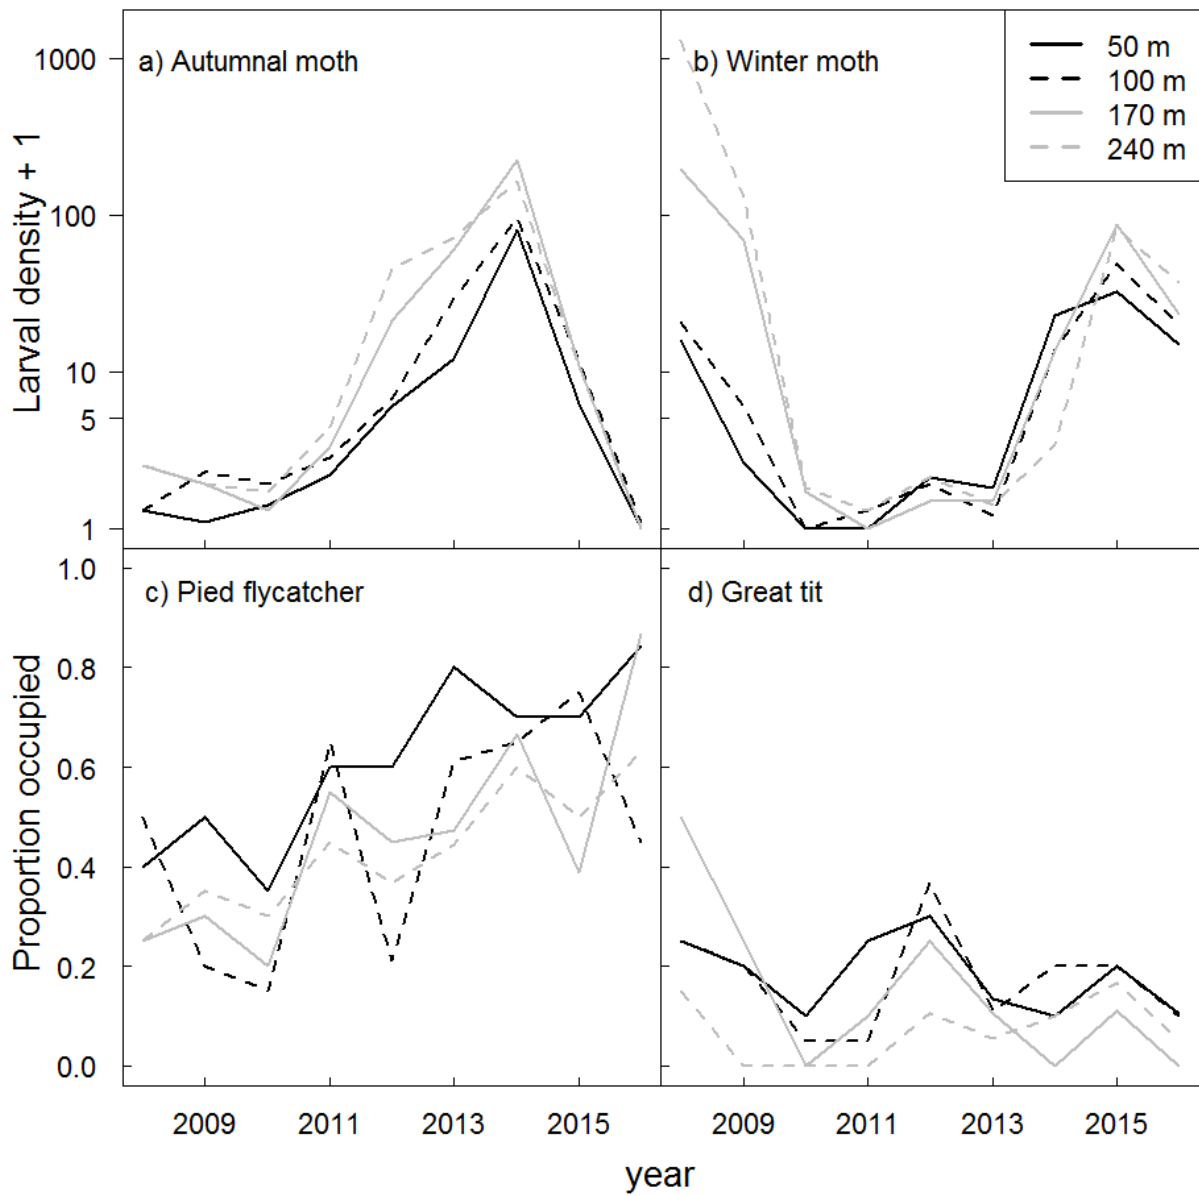 a) Autumnal moth
b) Winter moth
50 m
100 m
170 m
240 m
Larval density + 1
1000
100
10
5
1
c) Pied flycatcher
d) Great tit
Proportion occupied
1.0
0.8
0.6
0.4
0.2
0.0
2009 2011 2013 2015 2009 2011 2013 2015
year